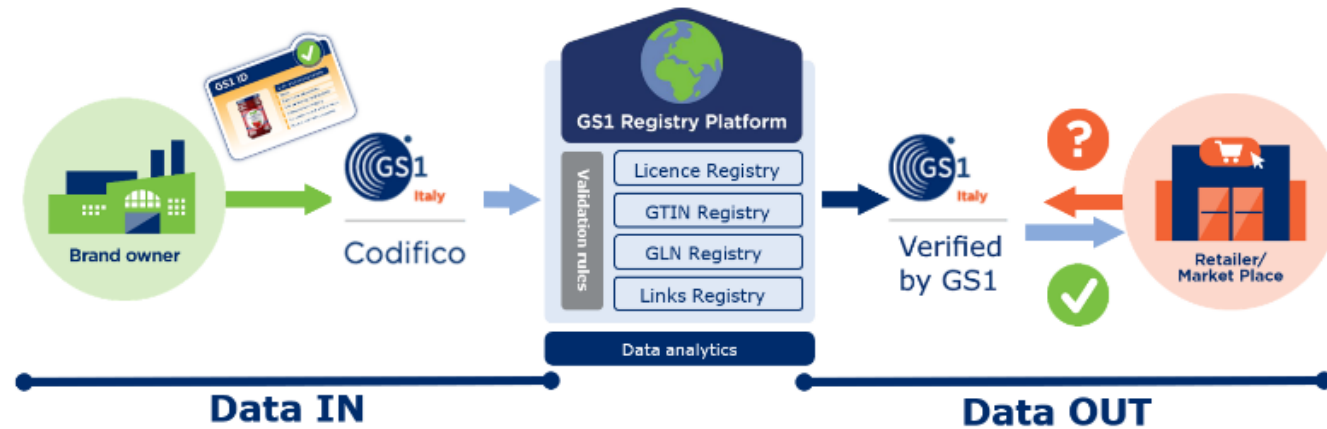 GS1 ID
Brand owner
GS1
Italy
Codifico
GS1 Registry Platform
Validation rules
Licence Registry
GTIN Registry
GLN Registry
Links Registry
Data analytics
GS1
Italy
Verified
by GS1
?
Retailer/
Market Place
Data IN
Data OUT